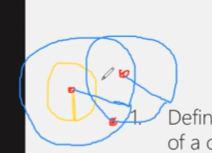 1. Defin
of a c